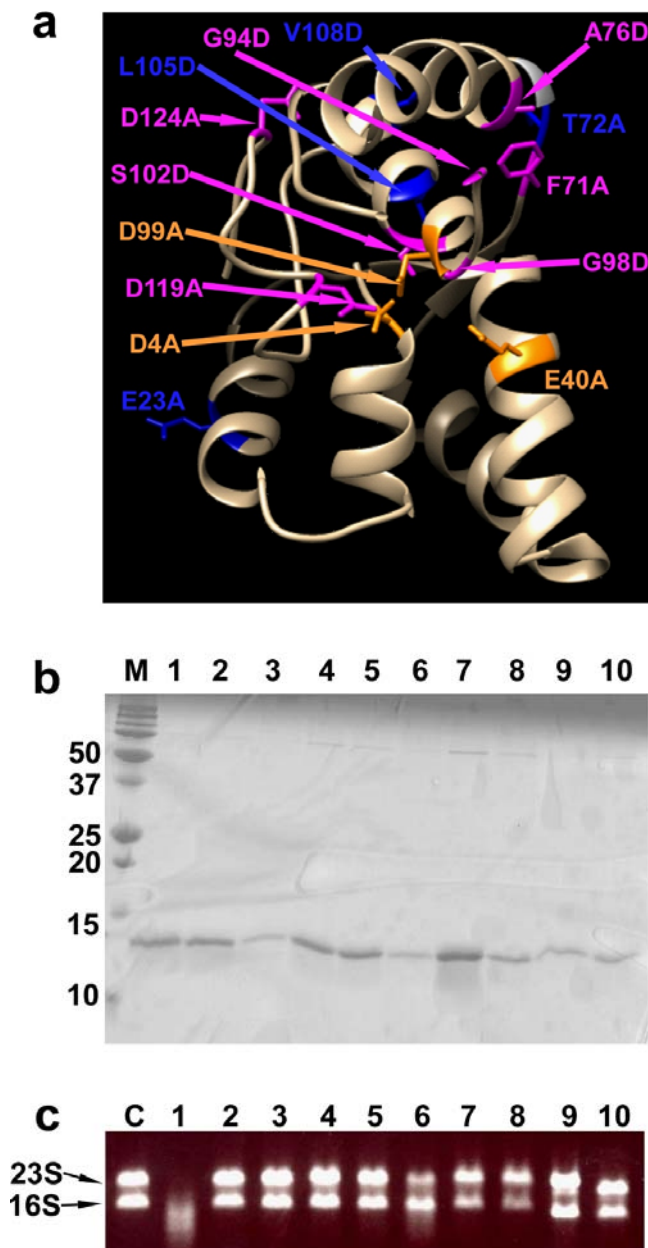 a
G94D V108D A76D
L105D
D124A T72A
S102D F71A
D99A
D119A G98D
D4A
E40A
E23A
b
M 1 2 3 4 5 6 7 8 9 10
50
37
25
20
15
10
c
C 1 2 3 4 5 6 7 8 9 10
23S
16S